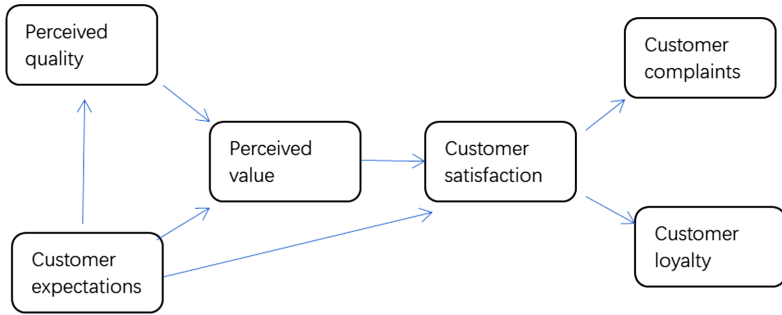 Perceived
quality
Customer
complaints
Perceived
value
Customer
satisfaction
Customer
expectations
Customer
loyalty